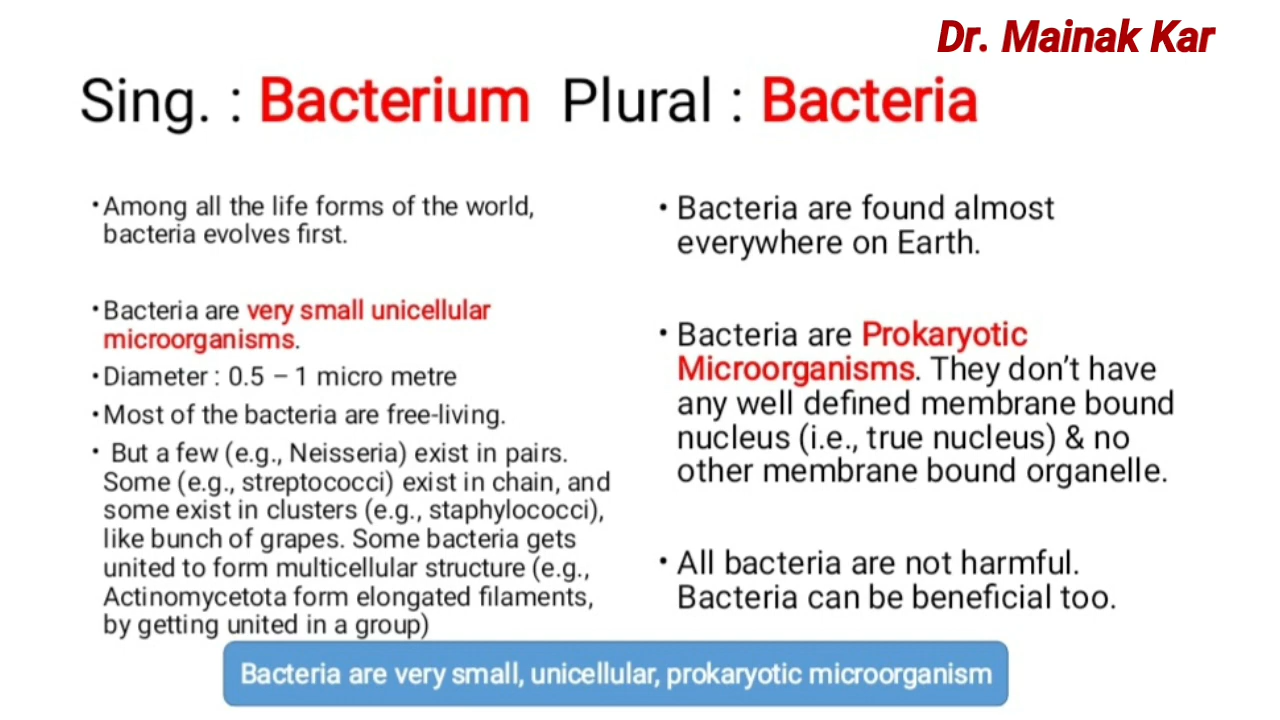 Dr. Mainak Kar
Sing. : Bacterium Plural : Bacteria
•Among all the life forms of the world,
bacteria evolves first.
•Bacteria are very small unicellular
microorganisms.
•Diameter : 0.5 – 1 micro metre
•Most of the bacteria are free-living.
• But a few (e.g., Neisseria) exist in pairs.
Some (e.g., streptococci) exist in chain, and
some exist in clusters (e.g., staphylococci),
like bunch of grapes. Some bacteria gets
united to form multicellular structure (e.g.,
Actinomycetota form elongated filaments,
by getting united in a group)
• Bacteria are found almost
everywhere on Earth.
• Bacteria are Prokaryotic
Microorganisms. They don’t have
any well defined membrane bound
nucleus (i.e., true nucleus) & no
other membrane bound organelle.
• All bacteria are not harmful.
Bacteria can be beneficial too.
Bacteria are very small, unicellular, prokaryotic microorganism